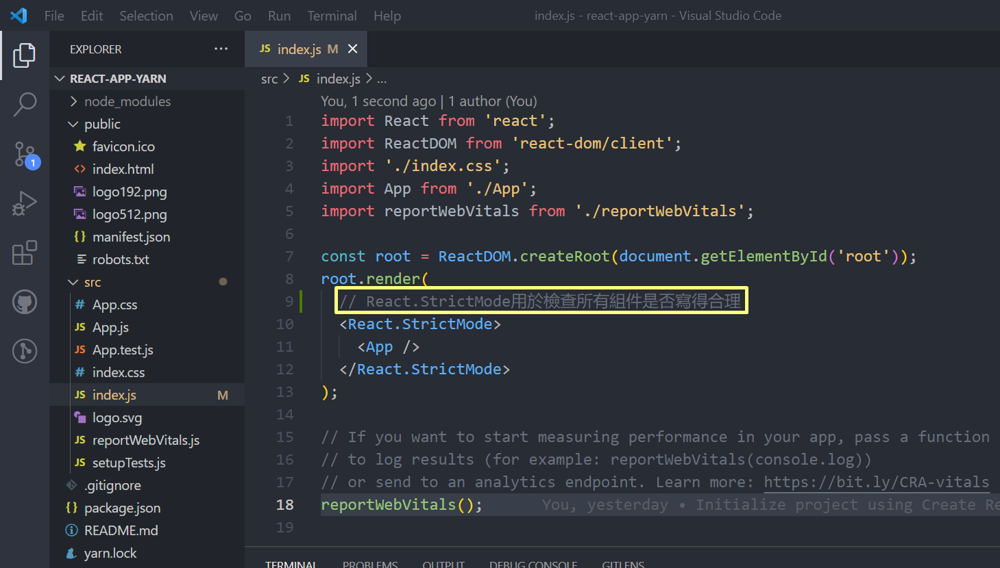 File Edit Selection View Go Run Terminal Help index.js - react-app-yarn - Visual Studio Code
EXPLORER ···
REACT-APP-YARN
node_modules
public
favicon.ico
index.html
logo192.png
logo512.png
manifest.json
robots.txt
src
App.css
JS App.js
JS App.test.js
index.css
JS index.js M
logo.svg
JS reportWebVitals.js
JS setupTests.js
.gitignore
package.json
README.md
yarn.lock
1
JS index.js M
src > JS index.js > ...
You, 1 second ago | 1 author (You)
1 import React from 'react';
2 import ReactDOM from 'react-dom/client';
3 import './index.css';
4 import App from './App';
5 import reportWebVitals from './reportWebVitals';
6
7 const root = ReactDOM.createRoot(document.getElementById('root'));
8 root.render(
9 // React.StrictMode用於檢查所有組件是否寫得合理
10 <React.StrictMode>
11 <App />
12 </React.StrictMode>
13 );
14
15 // If you want to start measuring performance in your app, pass a function
16 // to log results (for example: reportWebVitals(console.log))
17 // or send to an analytics endpoint. Learn more: https://bit.ly/CRA-vitals
18 reportWebVitals(); You, yesterday • Initialize project using Create Re
19
TERMINAL PROBLEMS OUTPUT DEBUG CONSOLE GITLENS